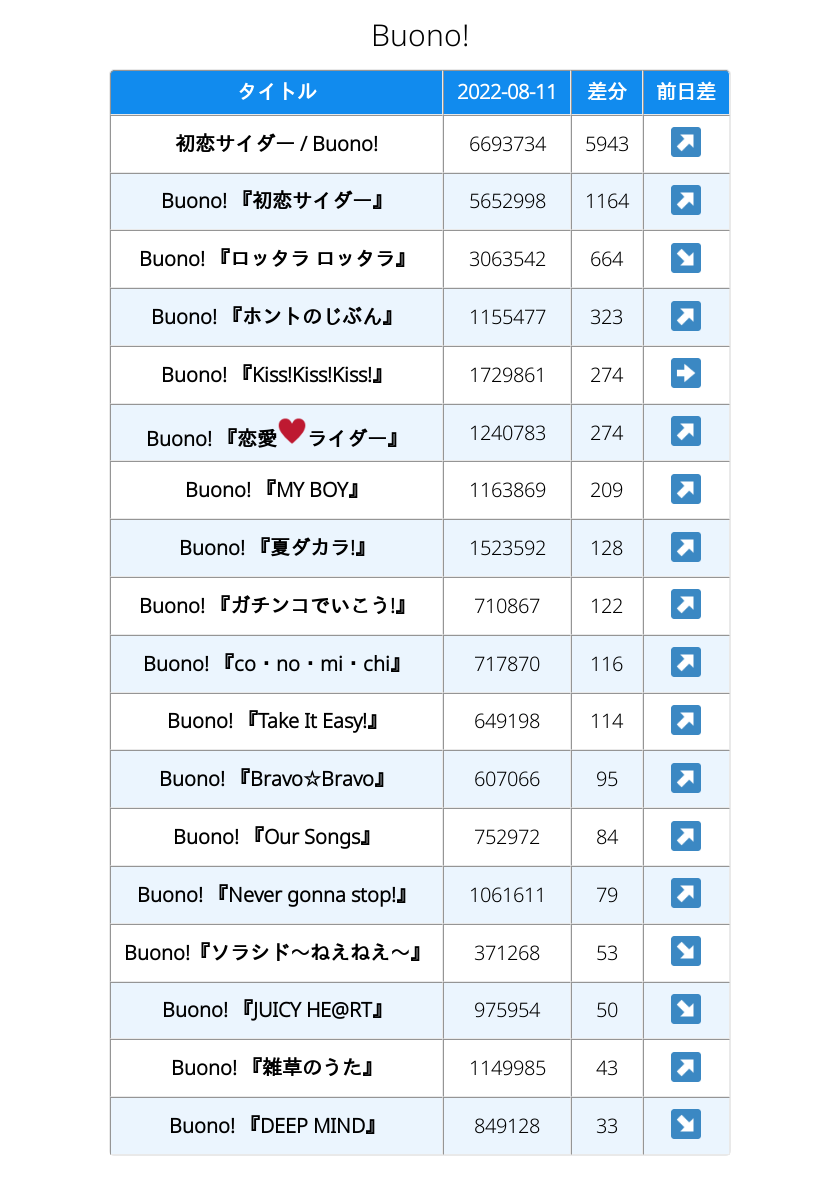 Buono!
タイトル 2022-08-11 差分 前日差
初恋サイダー / Buono! 6693734 5943 ↗
Buono! 『初恋サイダー』 5652998 1164 ↗
Buono! 『ロッタラ ロッタラ』 3063542 664 ↘
Buono! 『ホントのじぶん』 1155477 323 ↗
Buono! 『Kiss!Kiss!Kiss!』 1729861 274 ➡
Buono! 『恋愛♥ライダー』 1240783 274 ↗
Buono! 『MY BOY』 1163869 209 ↗
Buono! 『夏ダカラ!』 1523592 128 ↗
Buono! 『ガチンコでいこう!』 710867 122 ↗
Buono! 『co・no・mi・chi』 717870 116 ↗
Buono! 『Take It Easy!』 649198 114 ↗
Buono! 『Bravo☆Bravo』 607066 95 ↗
Buono! 『Our Songs』 752972 84 ↗
Buono! 『Never gonna stop!』 1061611 79 ↗
Buono!『ソラシド〜ねえねえ〜』 371268 53 ↘
Buono! 『JUICY HE@RT』 975954 50 ↘
Buono! 『雑草のうた』 1149985 43 ↗
Buono! 『DEEP MIND』 849128 33 ↘